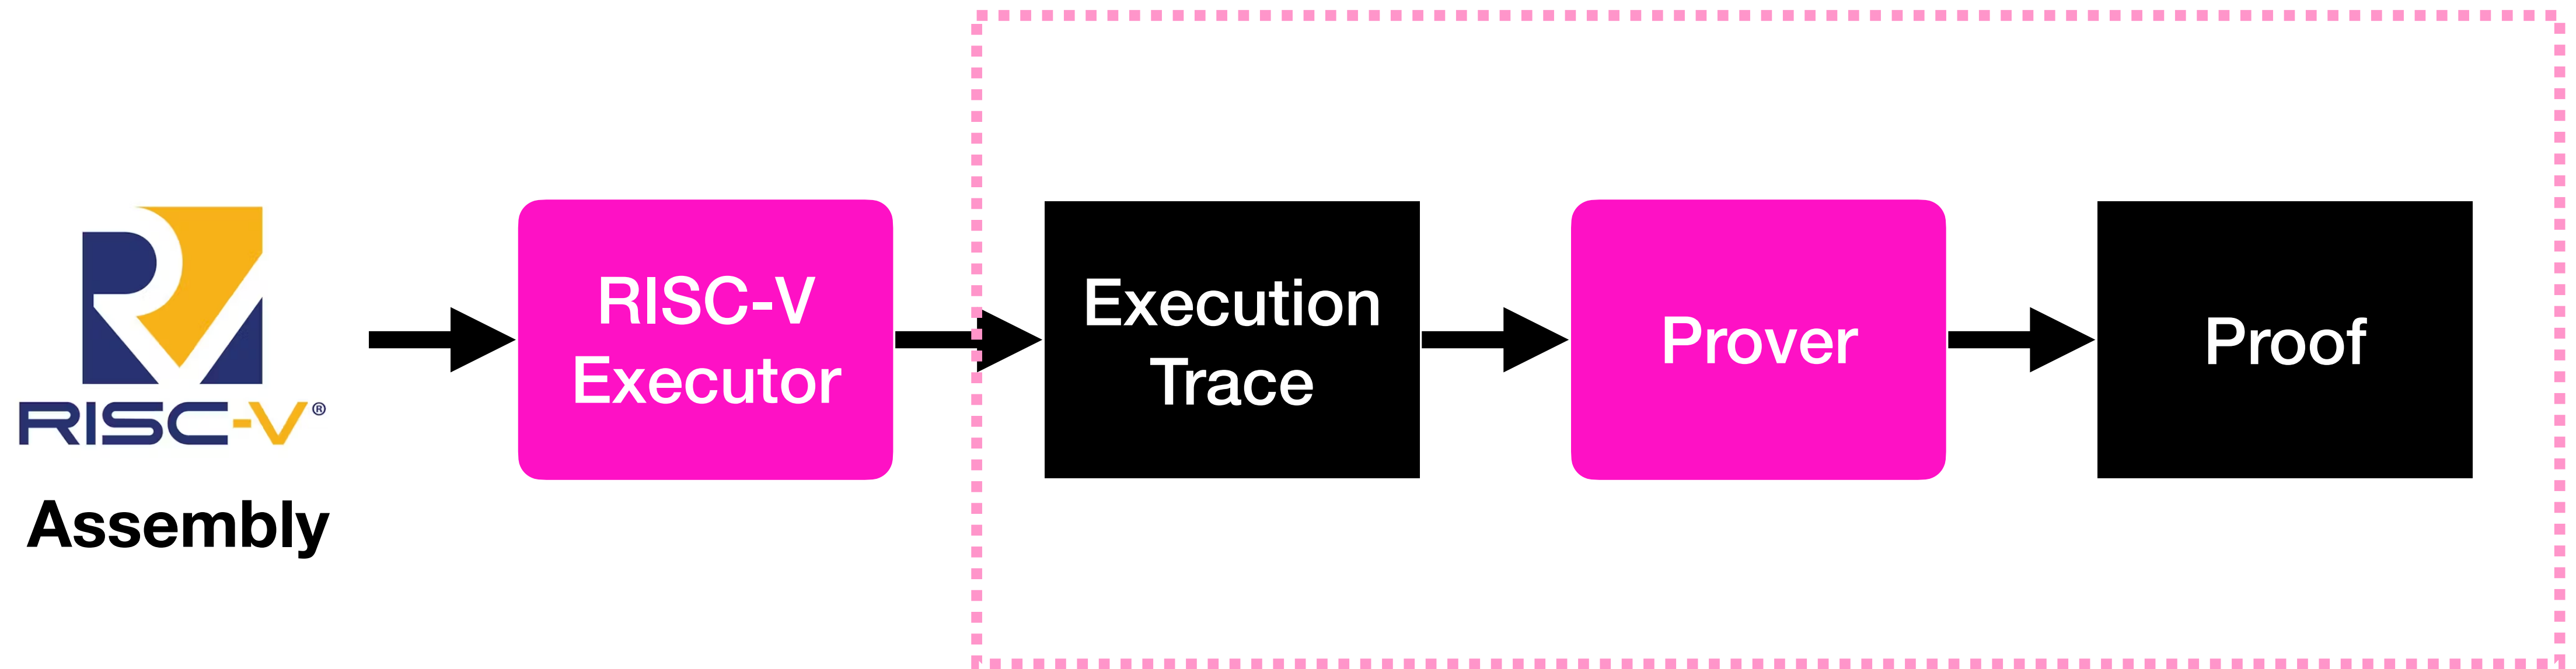 RISC-V®
Assembly
RISC-V
Executor
Execution
Trace
Prover
Proof